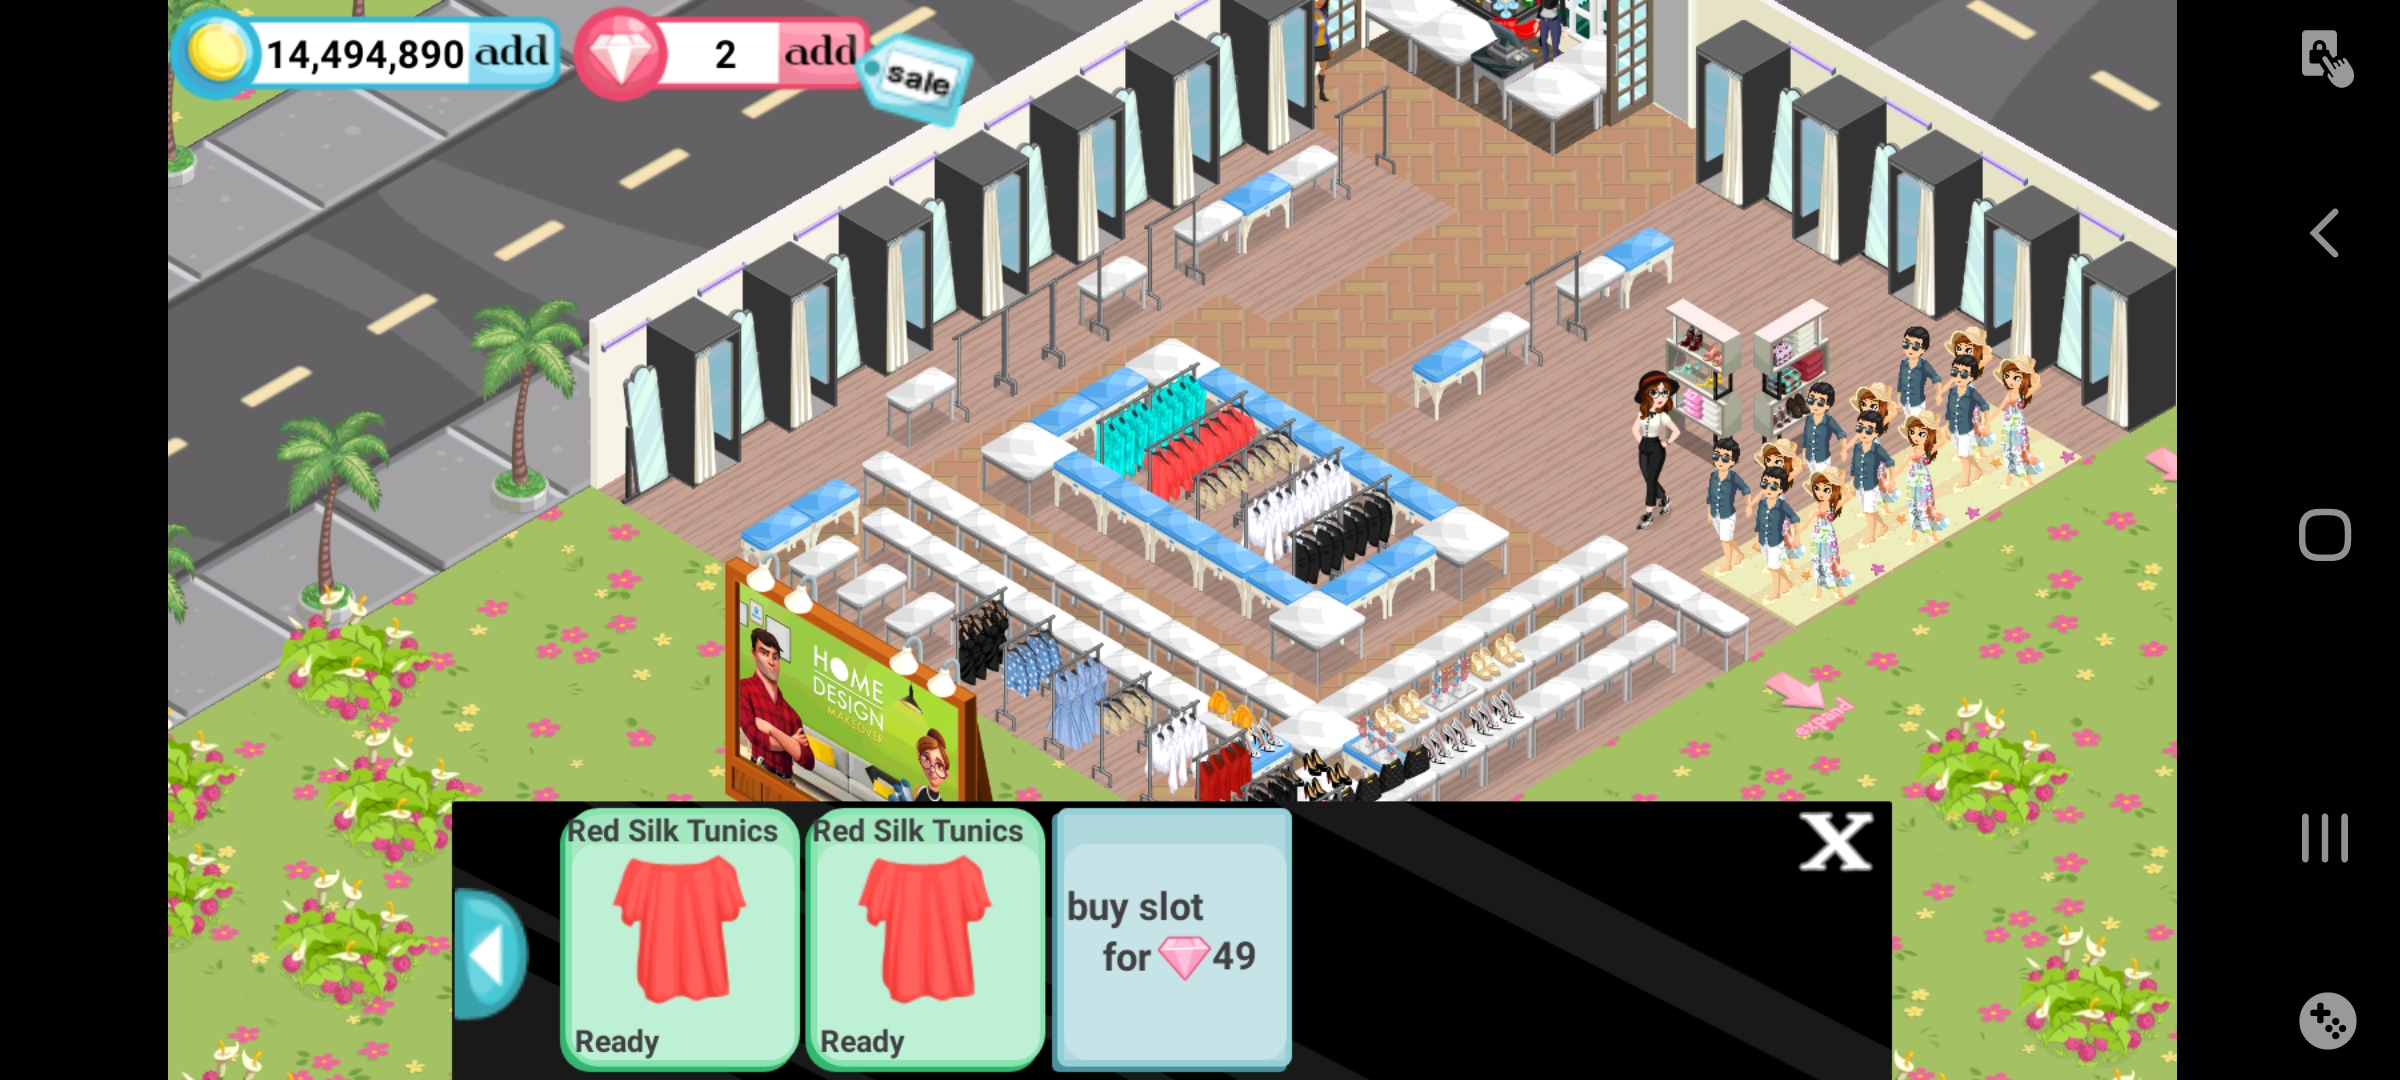 14,494,890 add
2 add
sale
HOME
DESIGN
MAKEOVER
expand
Red Silk Tunics
Ready
Red Silk Tunics
Ready
buy slot
for 49
X